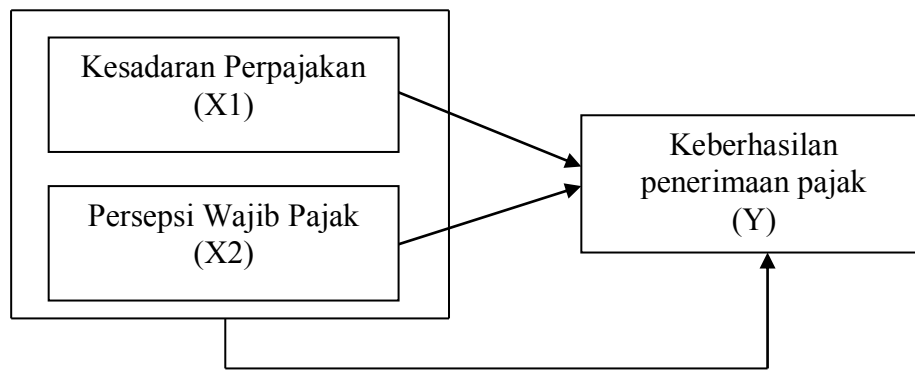 Kesadaran Perpajakan
(X1)
Persepsi Wajib Pajak
(X2)
Keberhasilan
penerimaan pajak
(Y)